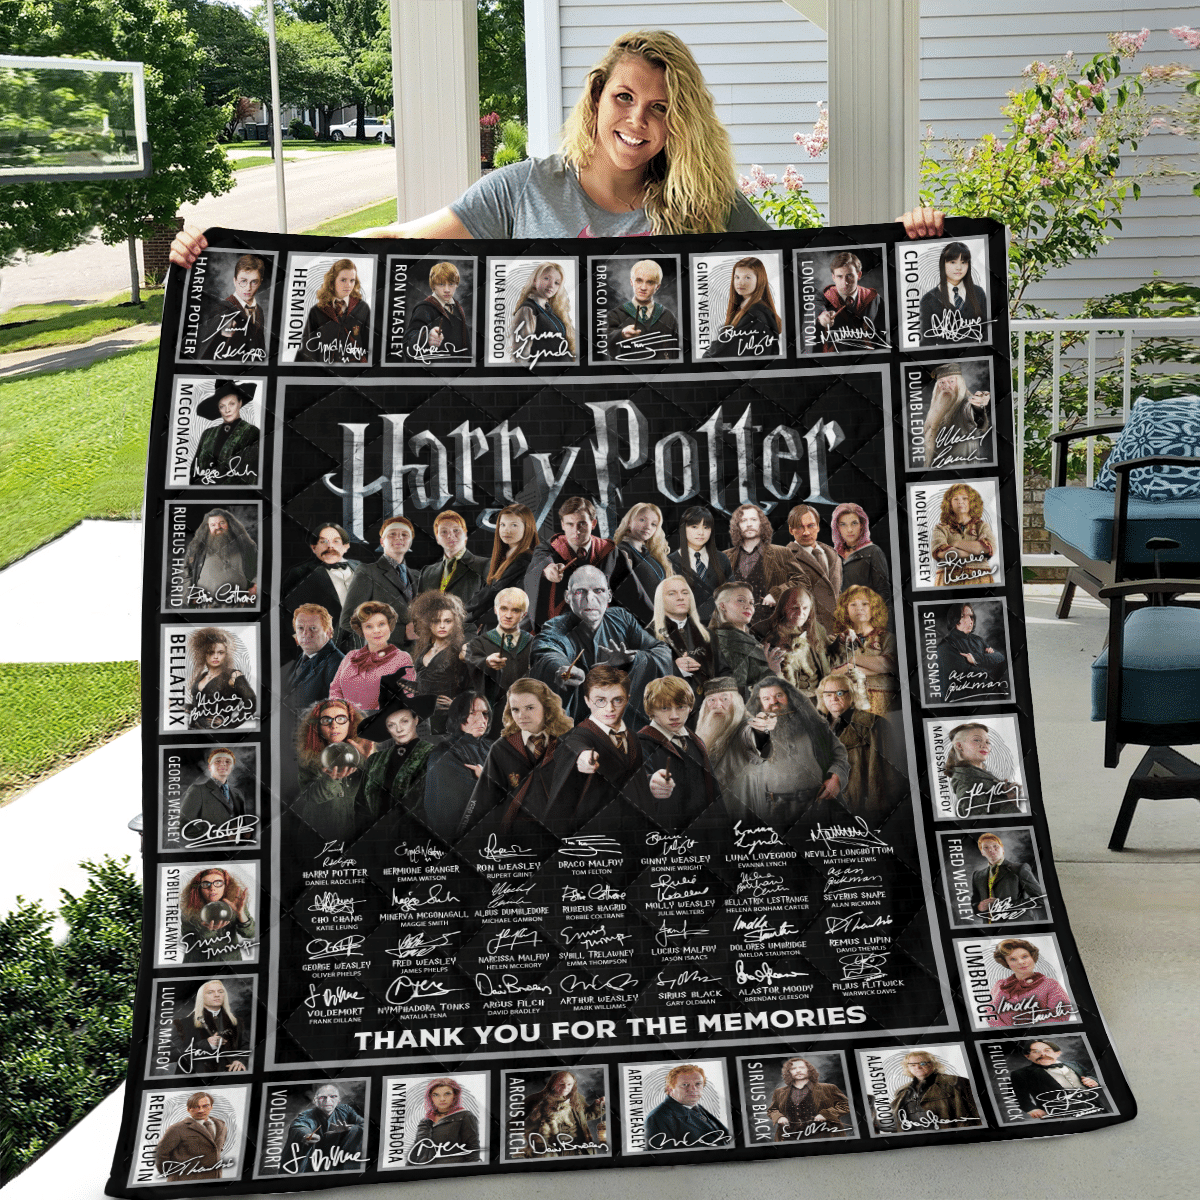 HARRY POTTER
HERMIONE
RON WEASLEY
LUNA LOVEGOOD
DRACO MALFOY
GINNY WEASLEY
LONGBOTTOM
CHO CHANG
MCGONAGALL
DUMBLEDORE
RUBEUS HAGRID
MOLLY WEASLEY
BELLATRIX
SEVERUS SNAPE
GEORGE WEASLEY
NARCISSA MALFOY
SYBILL TRELAWNEY
FRED WEASLEY
LUCIUS MALFOY
UMBRIDGE
Harry Potter
HARRY POTTER HERMIONE GRANGER RON WEASLEY DRACO MALFOY GINNY WEASLEY LUNA LOVEGOOD NEVILLE LONGBOTTOM
DANIEL RADCLIFFE EMMA WATSON RUPERT GRINT TOM FELTON BONNIE WRIGHT EVANNA LYNCH MATTHEW LEWIS
CHO CHANG MINERVA MCGONAGALL ALBUS DUMBLEDORE RUBEUS HAGRID MOLLY WEASLEY BELLATRIX LESTRANGE SEVERUS SNAPE
KATIE LEUNG MAGGIE SMITH MICHAEL GAMBON ROBBIE COLTRANE JULIE WALTERS HELENA BONHAM CARTER ALAN RICKMAN
GEORGE WEASLEY FRED WEASLEY NARCISSA MALFOY SYBILL TRELAWNEY LUCIUS MALFOY DOLORES UMBRIDGE REMUS LUPIN
OLIVER PHELPS JAMES PHELPS HELEN MCCRORY EMMA THOMPSON JASON ISAACS IMELDA STAUNTON DAVID THEWLIS
VOLDEMORT NYMPHADORA TONKS ARGUS FILCH ARTHUR WEASLEY SIRIUS BLACK ALASTOR MOODY FILIUS FLITWICK
FRANK DILLANE NATALIA TENA DAVID BRADLEY MARK WILLIAMS GARY OLDMAN BRENDAN GLEESON WARWICK DAVIS
THANK YOU FOR THE MEMORIES
REMUS LUPIN
VOLDEMORT
NYMPHADORA
ARGUS FILCH
ARTHUR WEASLEY
SIRIUS BLACK
ALASTOR MOODY
FILIUS FLITWICK